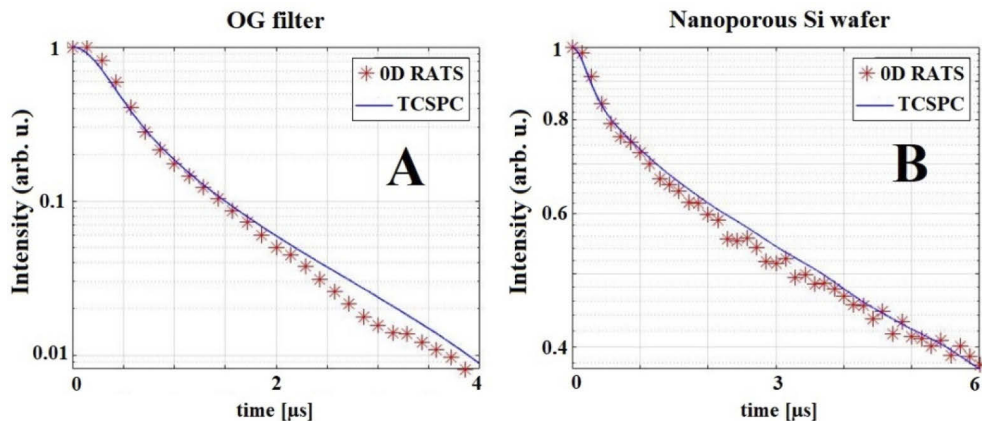 OG filter
Intensity (arb. u.)
1
0.1
0.01
0D RATS
TCSPC
A
0
2
4
time [μs]
Nanoporous Si wafer
Intensity (arb. u.)
1
0.8
0.6
0.4
0D RATS
TCSPC
B
0
3
6
time [μs]